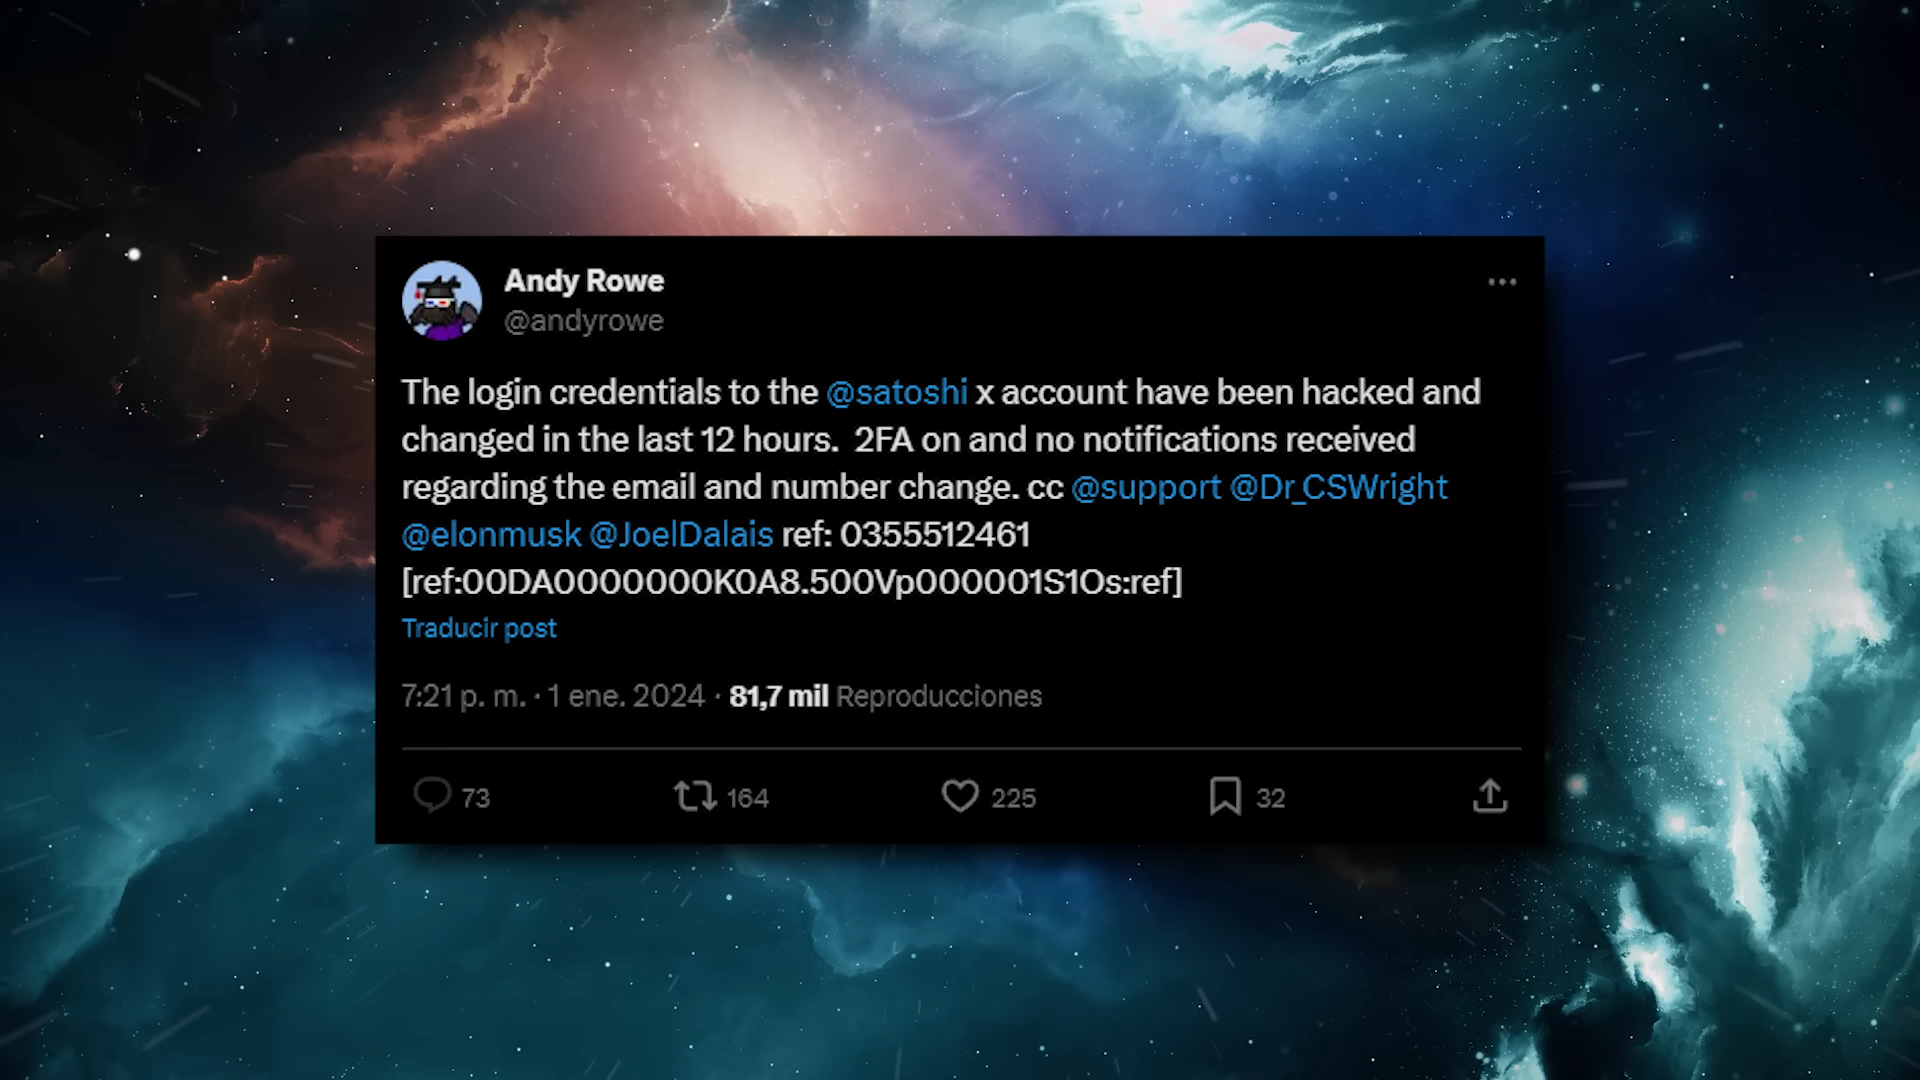 Andy Rowe
@andyrowe
The login credentials to the @satoshi x account have been hacked and
changed in the last 12 hours.  2FA on and no notifications received
regarding the email and number change. cc @support @Dr_CSWright
@elonmusk @JoelDalais ref: 0355512461
[ref:00DA0000000K0A8.500Vp000001S1Os:ref]
Traducir post
7:21 p. m. · 1 ene. 2024 · 81,7 mil Reproducciones
73 164 225 32